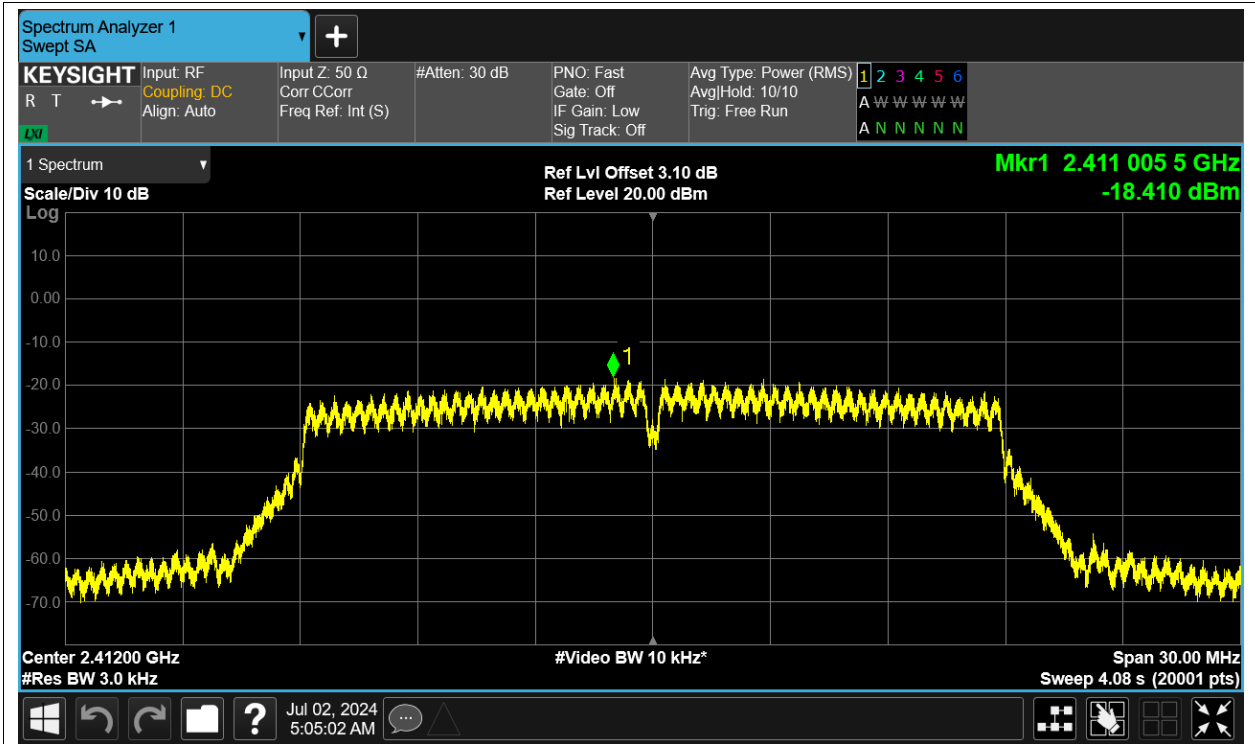 Spectrum Analyzer 1
Swept SA
KEYSIGHT
R T
LXI
Input: RF
Coupling: DC
Align: Auto
Input Z: 50 Ω
Corr CCorr
Freq Ref: Int (S)
#Atten: 30 dB
PNO: Fast
Gate: Off
IF Gain: Low
Sig Track: Off
Avg Type: Power (RMS)
Avg|Hold: 10/10
Trig: Free Run
1 2 3 4 5 6
A W W W W W
A N N N N N
1 Spectrum
Scale/Div 10 dB
Log
Ref Lvl Offset 3.10 dB
Ref Level 20.00 dBm
Mkr1 2.411 005 5 GHz
-18.410 dBm
10.0
0.00
-10.0
1
-20.0
-30.0
-40.0
-50.0
-60.0
-70.0
Center 2.41200 GHz
#Video BW 10 kHz*
Span 30.00 MHz
#Res BW 3.0 kHz
Sweep 4.08 s (20001 pts)
?
Jul 02, 2024
5:05:02 AM